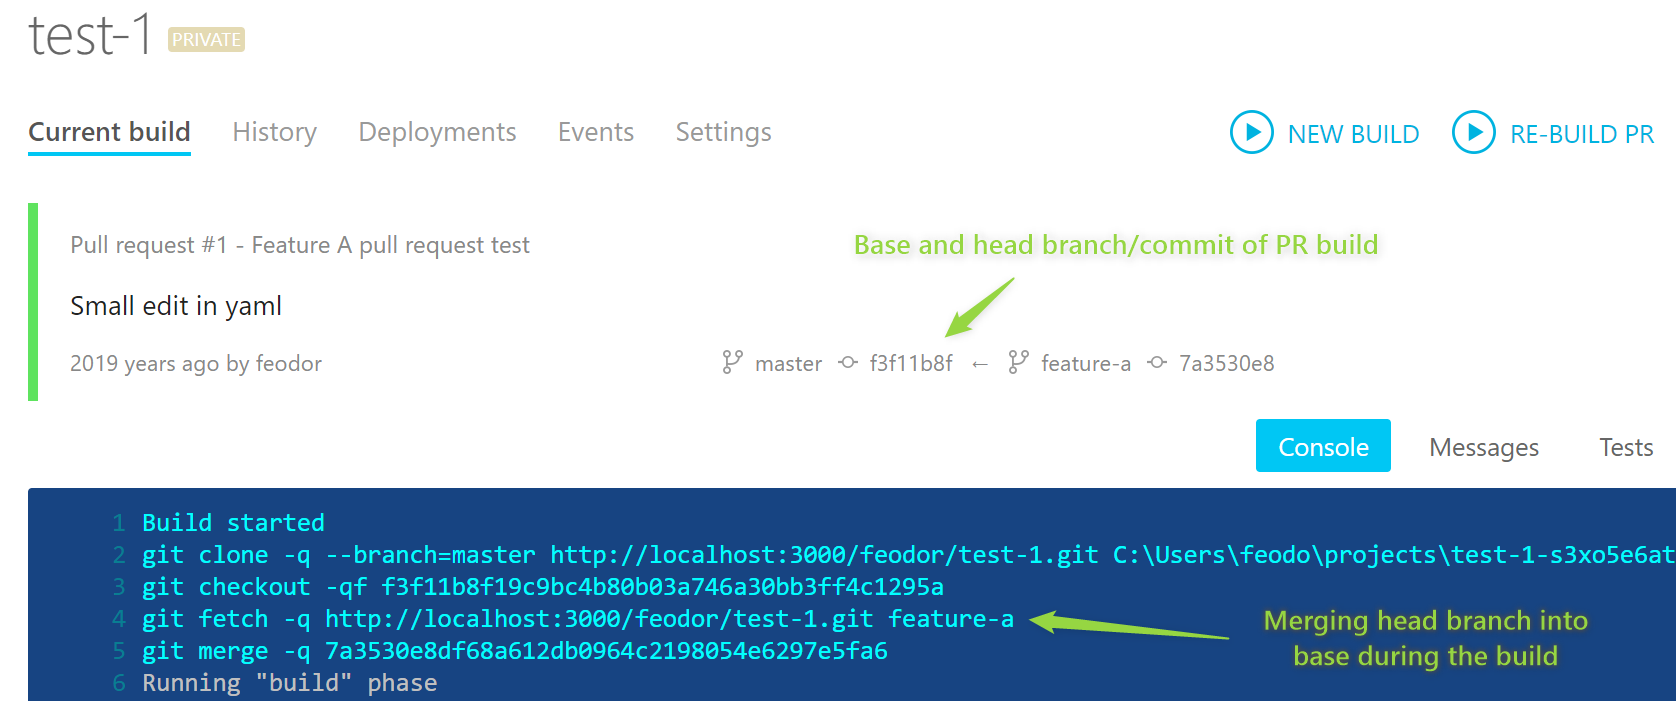 test-1 PRIVATE
Current build History Deployments Events Settings NEW BUILD RE-BUILD PR
Pull request #1 - Feature A pull request test
Base and head branch/commit of PR build
Small edit in yaml
2019 years ago by feodor
master f3f11b8f ← feature-a 7a3530e8
Console Messages Tests
1 Build started
2 git clone -q --branch=master http://localhost:3000/feodor/test-1.git C:\Users\feodo\projects\test-1-s3xo5e6at
3 git checkout -qf f3f11b8f19c9bc4b80b03a746a30bb3ff4c1295a
4 git fetch -q http://localhost:3000/feodor/test-1.git feature-a
5 git merge -q 7a3530e8df68a612db0964c2198054e6297e5fa6
6 Running "build" phase
Merging head branch into
base during the build